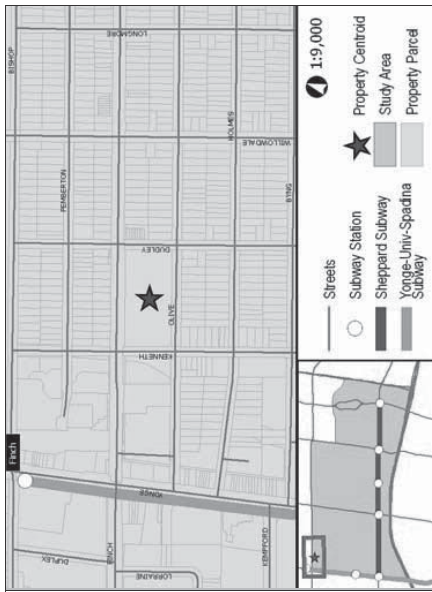 BISHOP
LONGMORE
PEMBERTON
HOLMES
WILLOWDALE
BYNG
DUDLEY
OLIVE
KENNETH
Finch
YONGE
FINCH
DUPLEX
LORRAINE
KEMPFORD
1:9,000
Streets
Subway Station
Sheppard Subway
Yonge-Univ-Spadina
Subway
Property Centroid
Study Area
Property Parcel